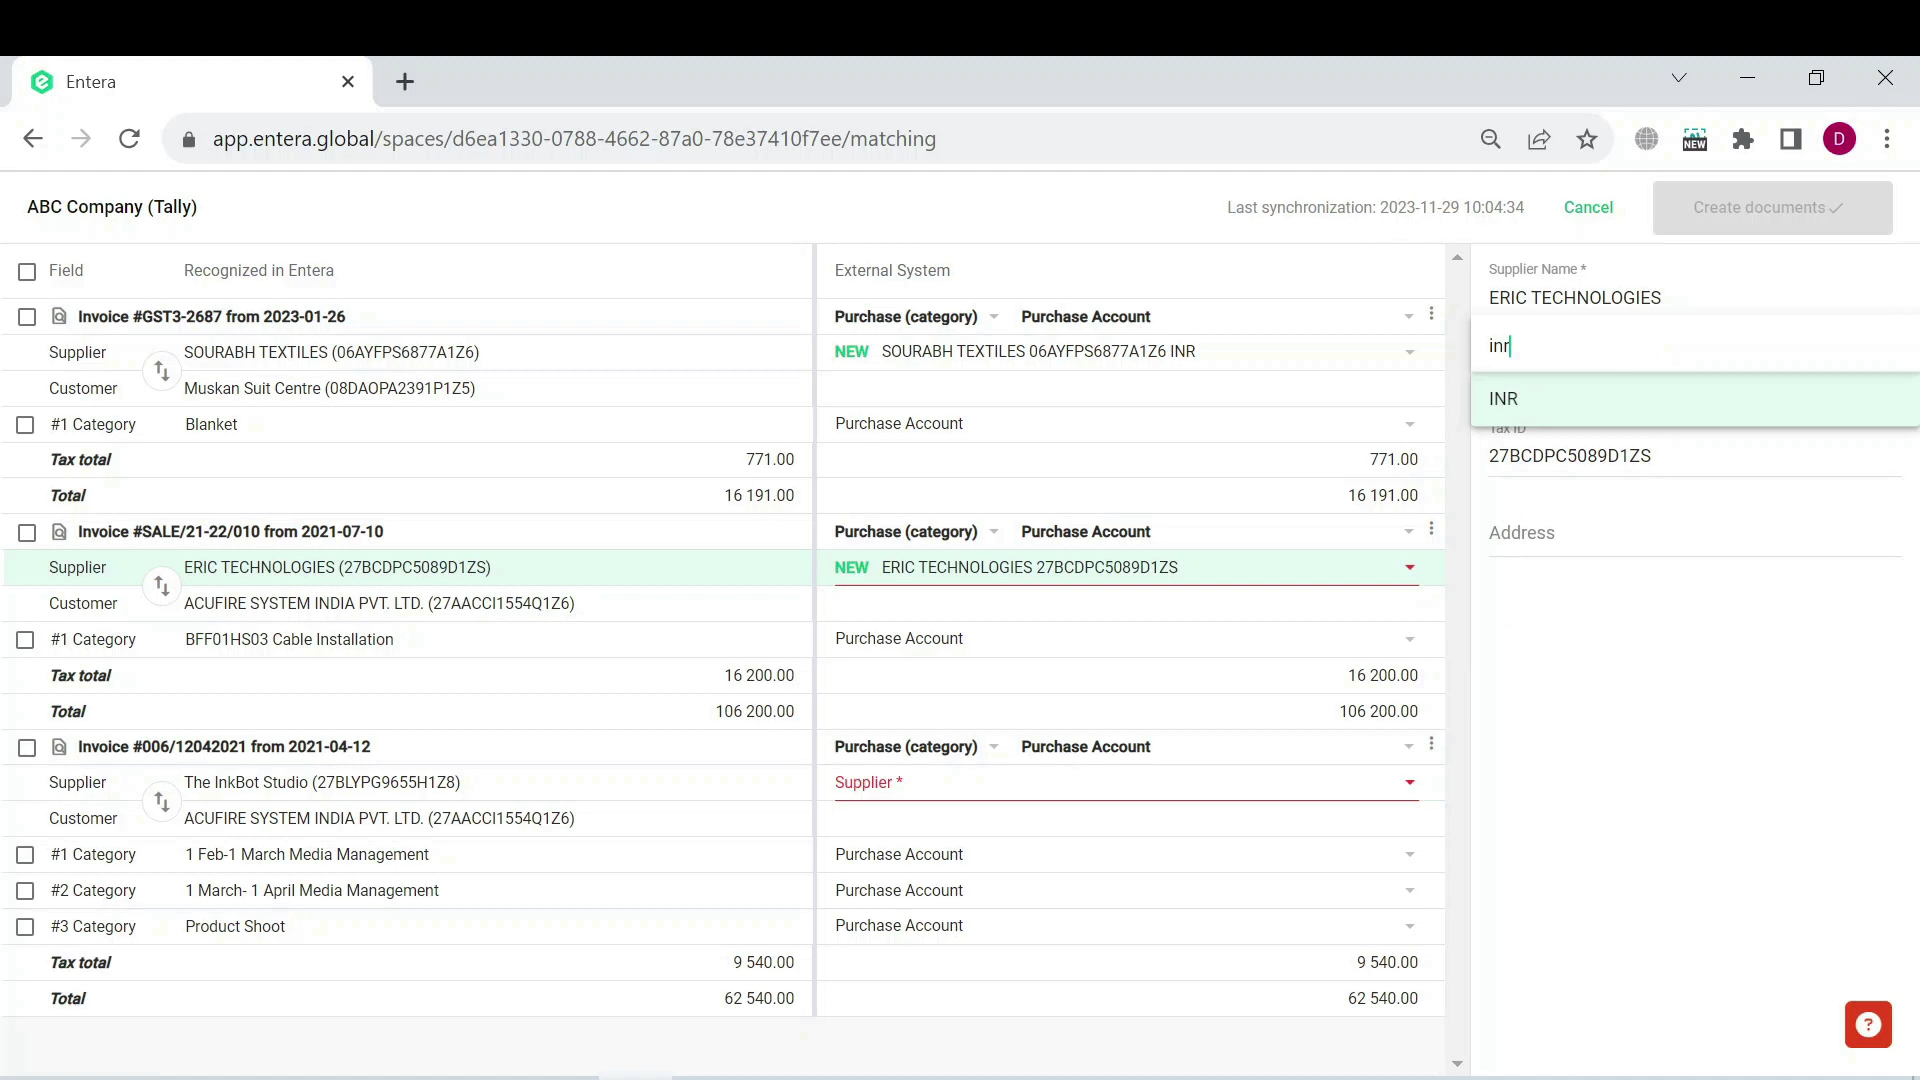 Entera
app.entera.global/spaces/d6ea1330-0788-4662-87a0-78e37410f7ee/matching
NEW
D
ABC Company (Tally)
Last synchronization: 2023-11-29 10:04:34
Cancel
Create documents
Field Recognized in Entera External System
Invoice #GST3-2687 from 2023-01-26 Purchase (category) Purchase Account
Supplier SOURABH TEXTILES (06AYFPS6877A1Z6) NEW SOURABH TEXTILES 06AYFPS6877A1Z6 INR
Customer Muskan Suit Centre (08DAOPA2391P1Z5)
#1 Category Blanket Purchase Account
Tax total 771.00 771.00
Total 16 191.00 16 191.00
Invoice #SALE/21-22/010 from 2021-07-10 Purchase (category) Purchase Account
Supplier ERIC TECHNOLOGIES (27BCDPC5089D1ZS) NEW ERIC TECHNOLOGIES 27BCDPC5089D1ZS
Customer ACUFIRE SYSTEM INDIA PVT. LTD. (27AACCI1554Q1Z6)
#1 Category BFF01HS03 Cable Installation Purchase Account
Tax total 16 200.00 16 200.00
Total 106 200.00 106 200.00
Invoice #006/12042021 from 2021-04-12 Purchase (category) Purchase Account
Supplier The InkBot Studio (27BLYPG9655H1Z8) Supplier *
Customer ACUFIRE SYSTEM INDIA PVT. LTD. (27AACCI1554Q1Z6)
#1 Category 1 Feb-1 March Media Management Purchase Account
#2 Category 1 March- 1 April Media Management Purchase Account
#3 Category Product Shoot Purchase Account
Tax total 9 540.00 9 540.00
Total 62 540.00 62 540.00
Supplier Name *
ERIC TECHNOLOGIES
inr
INR
Tax ID
27BCDPC5089D1ZS
Address
?